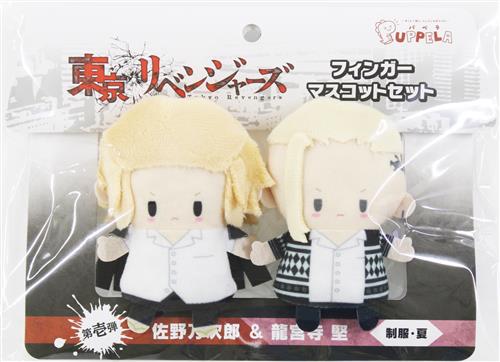 パペラ
PUPPELA
東京リベンジャーズ
Tokyo Revengers
フィンガー
マスコットセット
第壱弾
佐野万次郎 & 龍宮寺 堅
制服・夏